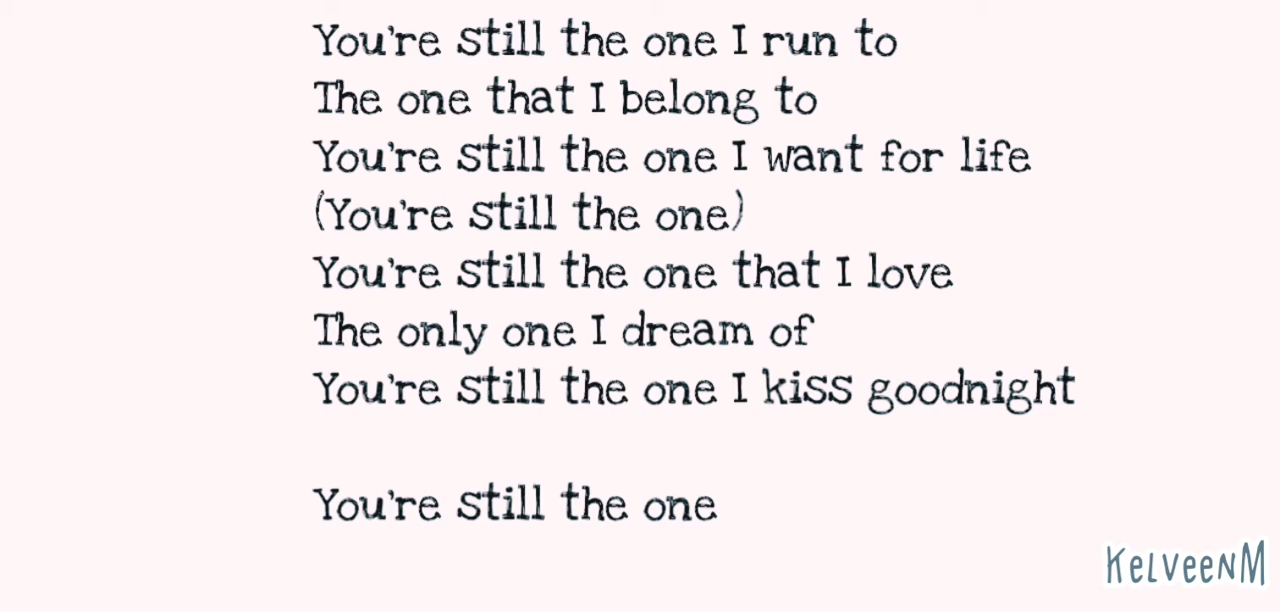 You're still the one I run to
The one that I belong to
You're still the one I want for life
(You're still the one)
You're still the one that I love
The only one I dream of
You're still the one I kiss goodnight
You're still the one
KELVEENM